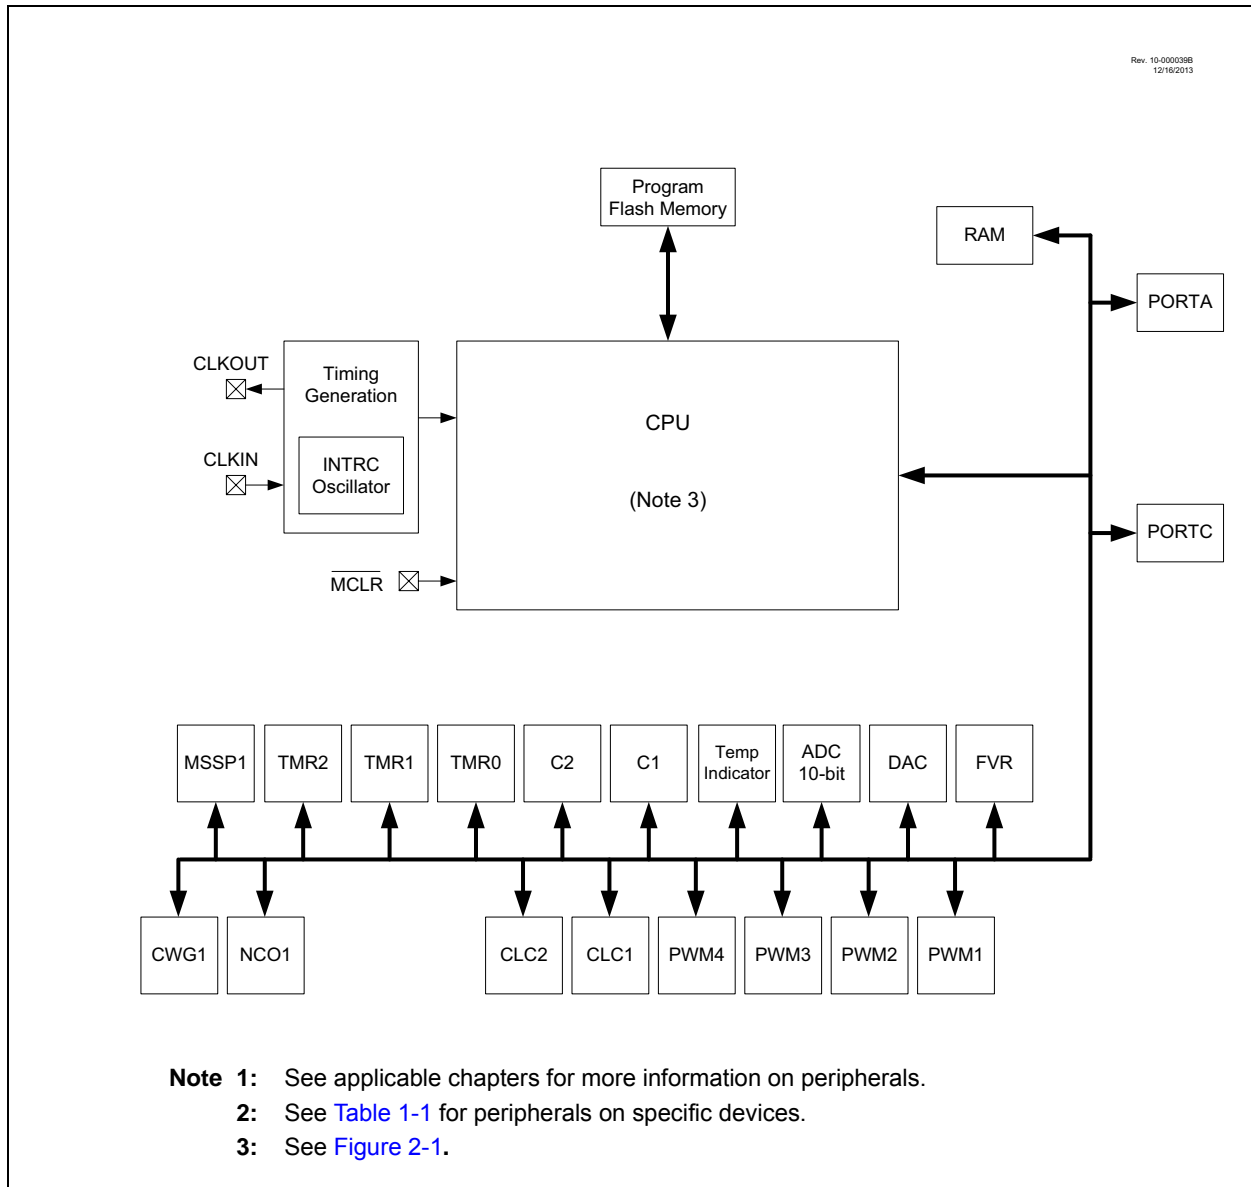 Rev. 10-000039B
12/16/2013
Program
Flash Memory
RAM
PORTA
CLKOUT
Timing
Generation
CPU
CLKIN
INTRC
Oscillator
(Note 3)
PORTC
MCLR
MSSP1
TMR2
TMR1
TMR0
C2
C1
Temp
Indicator
ADC
10-bit
DAC
FVR
CWG1
NCO1
CLC2
CLC1
PWM4
PWM3
PWM2
PWM1
Note 1: See applicable chapters for more information on peripherals.
2: See Table 1-1 for peripherals on specific devices.
3: See Figure 2-1.